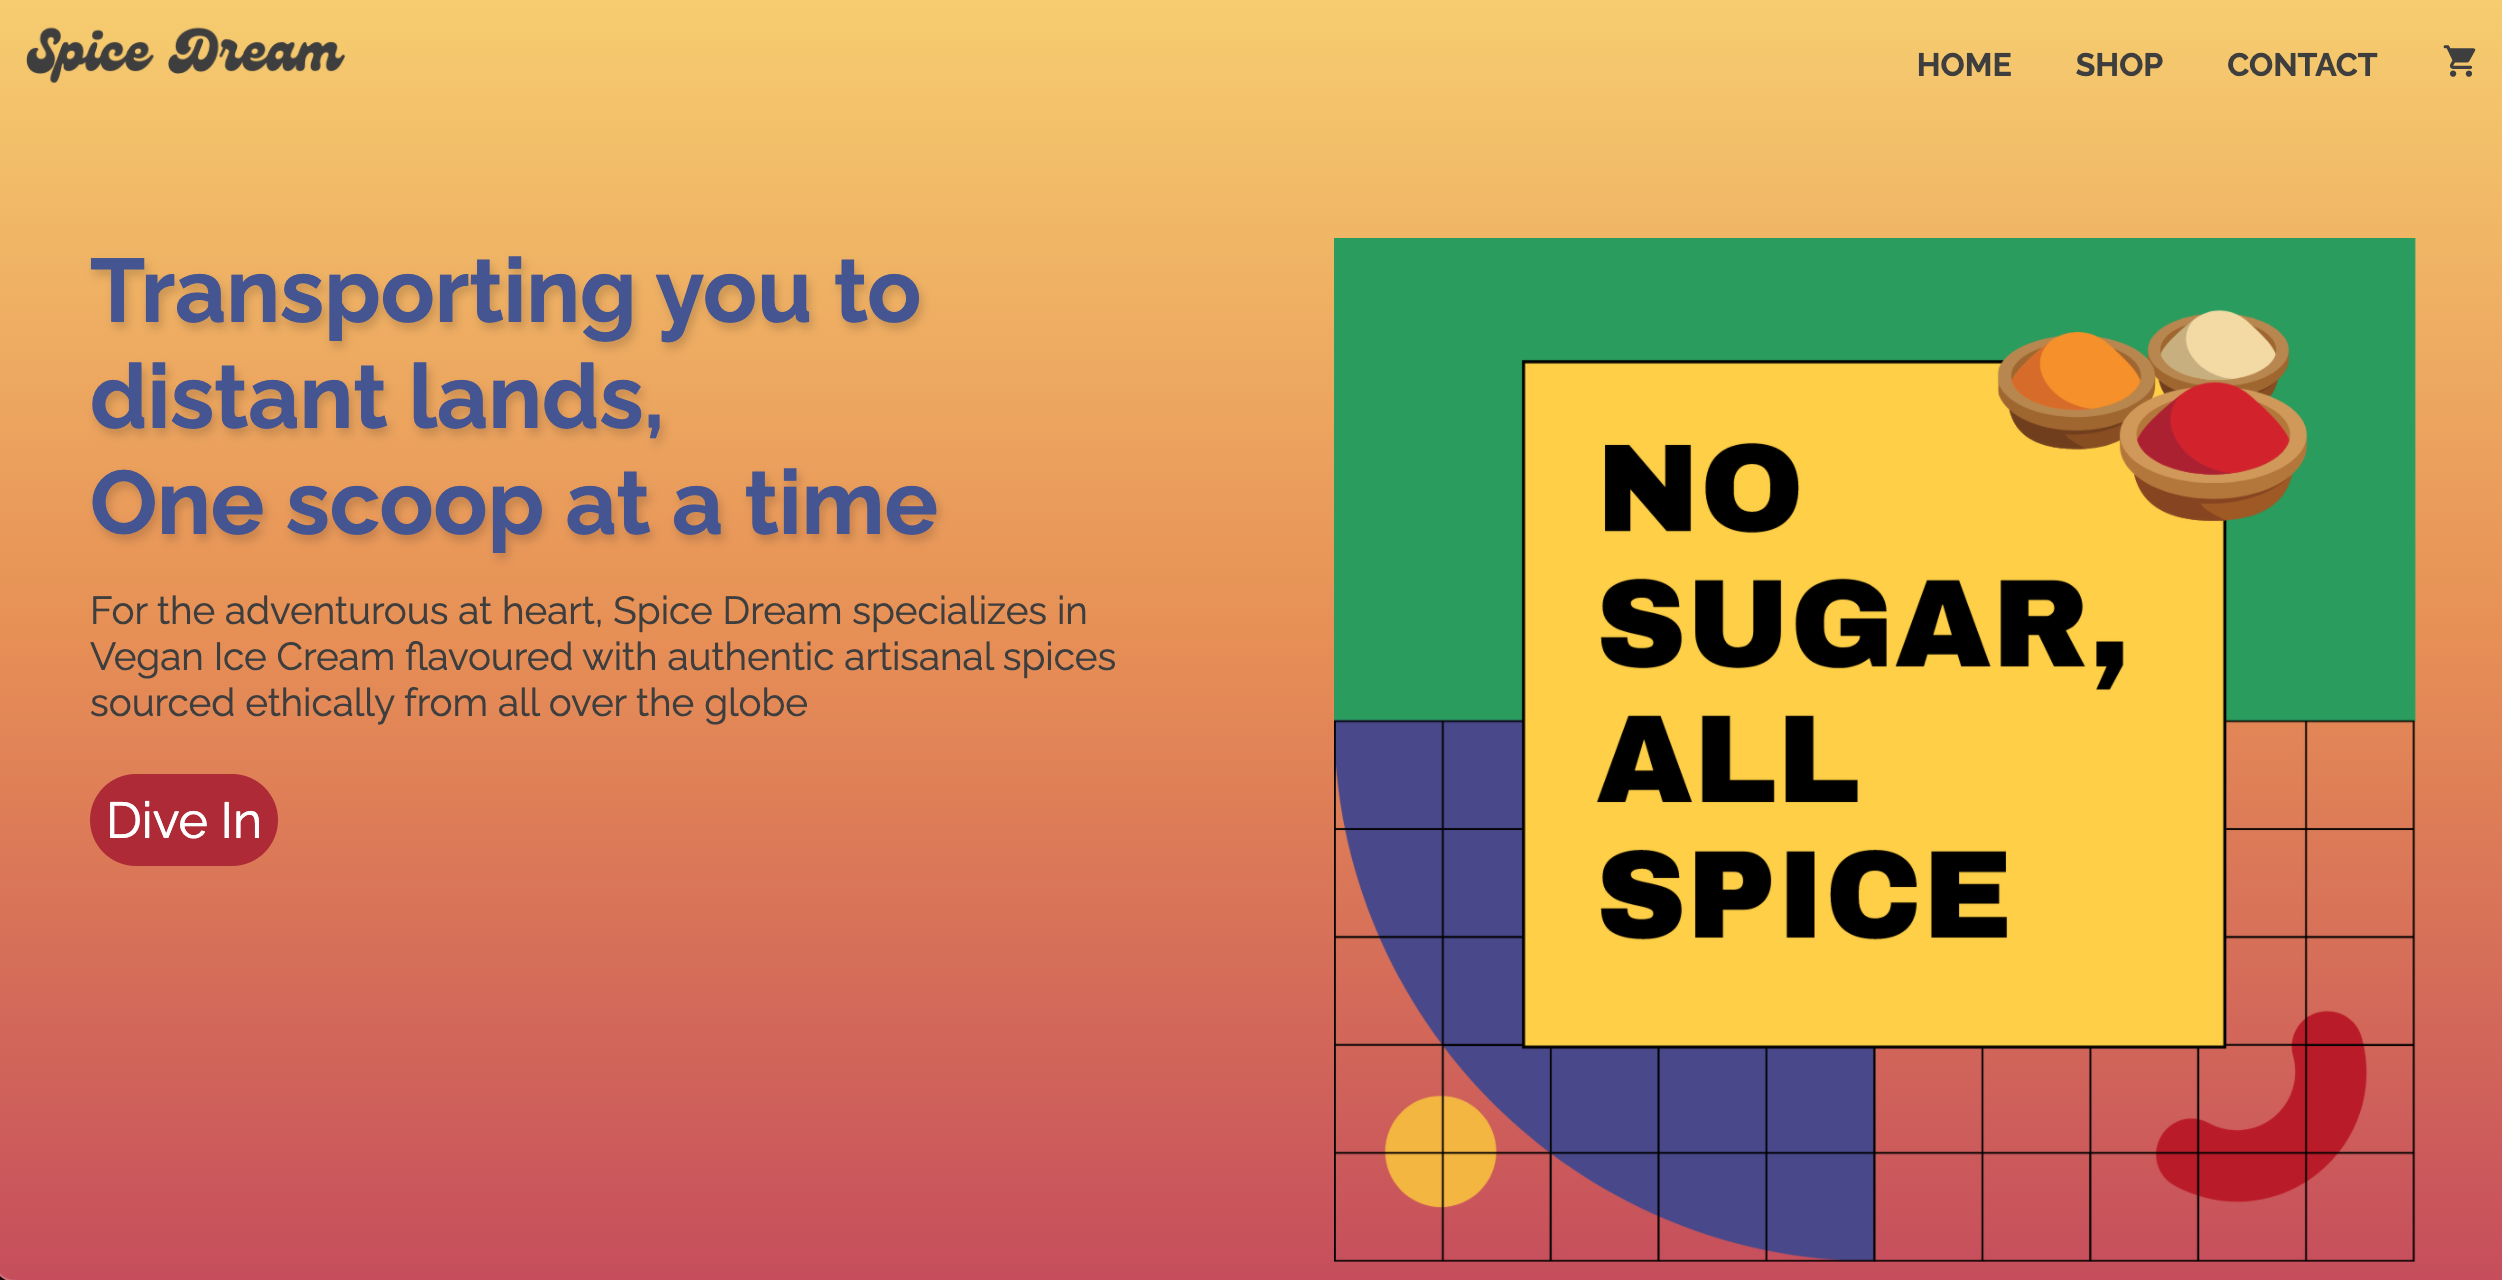 Spice Dream
HOME SHOP CONTACT
Transporting you to
distant lands,
One scoop at a time
For the adventurous at heart, Spice Dream specializes in
Vegan Ice Cream flavoured with authentic artisanal spices
sourced ethically from all over the globe
Dive In
NO
SUGAR,
ALL
SPICE